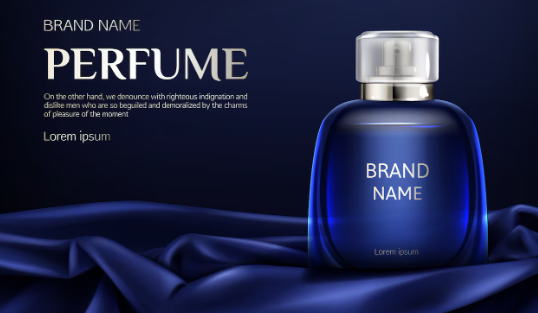 BRAND NAME
PERFUME
On the other hand, we denounce with righteous indignation and
dislike men who are so beguiled and demoralized by the charms
of pleasure of the moment
Lorem ipsum
BRAND
NAME
Lorem ipsum